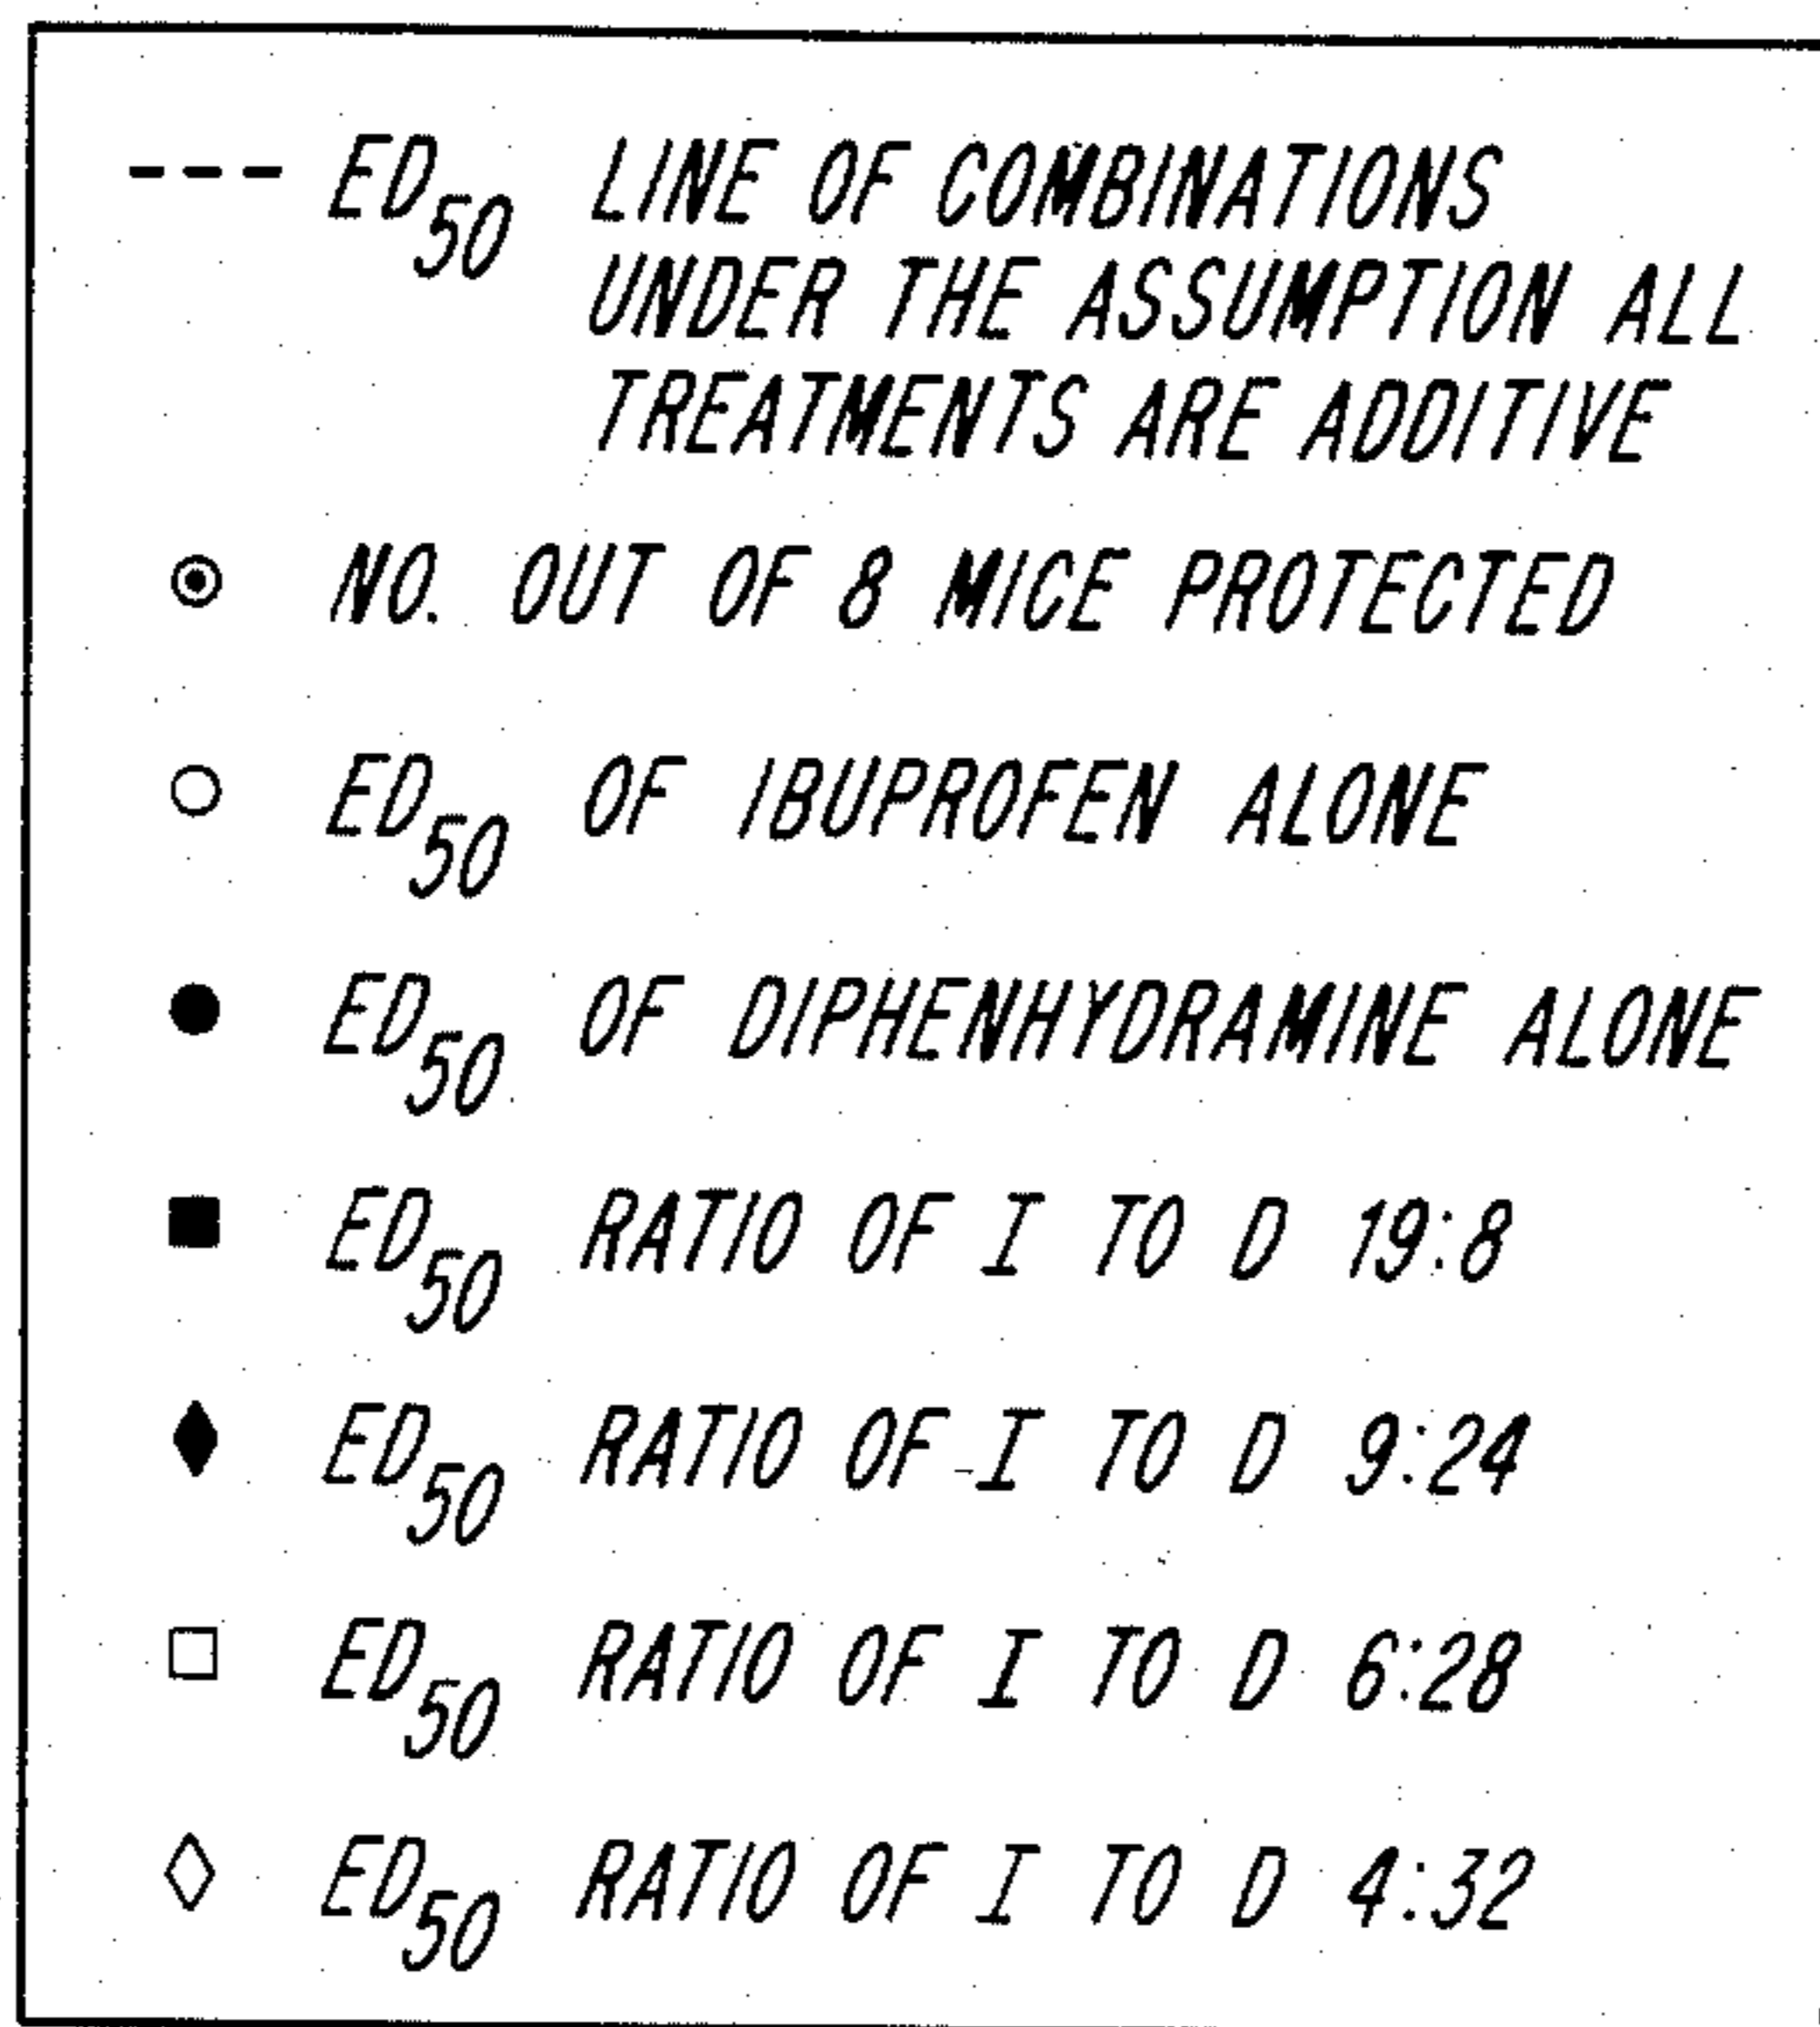 --- ED50 LINE OF COMBINATIONS
UNDER THE ASSUMPTION ALL
TREATMENTS ARE ADDITIVE
NO. OUT OF 8 MICE PROTECTED
ED50 OF IBUPROFEN ALONE
ED50 OF DIPHENHYDRAMINE ALONE
ED50 RATIO OF I TO D 19:8
ED50 RATIO OF I TO D 9:24
ED50 RATIO OF I TO D 6:28
ED50 RATIO OF I TO D 4:32